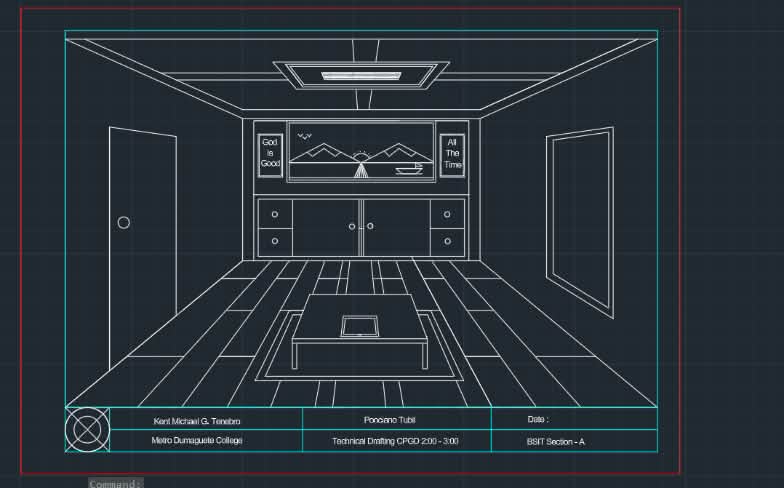 God
Is
Good
All
The
Time
Kent Michael G. Tenebro
Ponciano Tubil
Date :
Metro Dumaguete College
Technical Drafting CPGD 2:00 - 3:00
BSIT Section - A
Command: